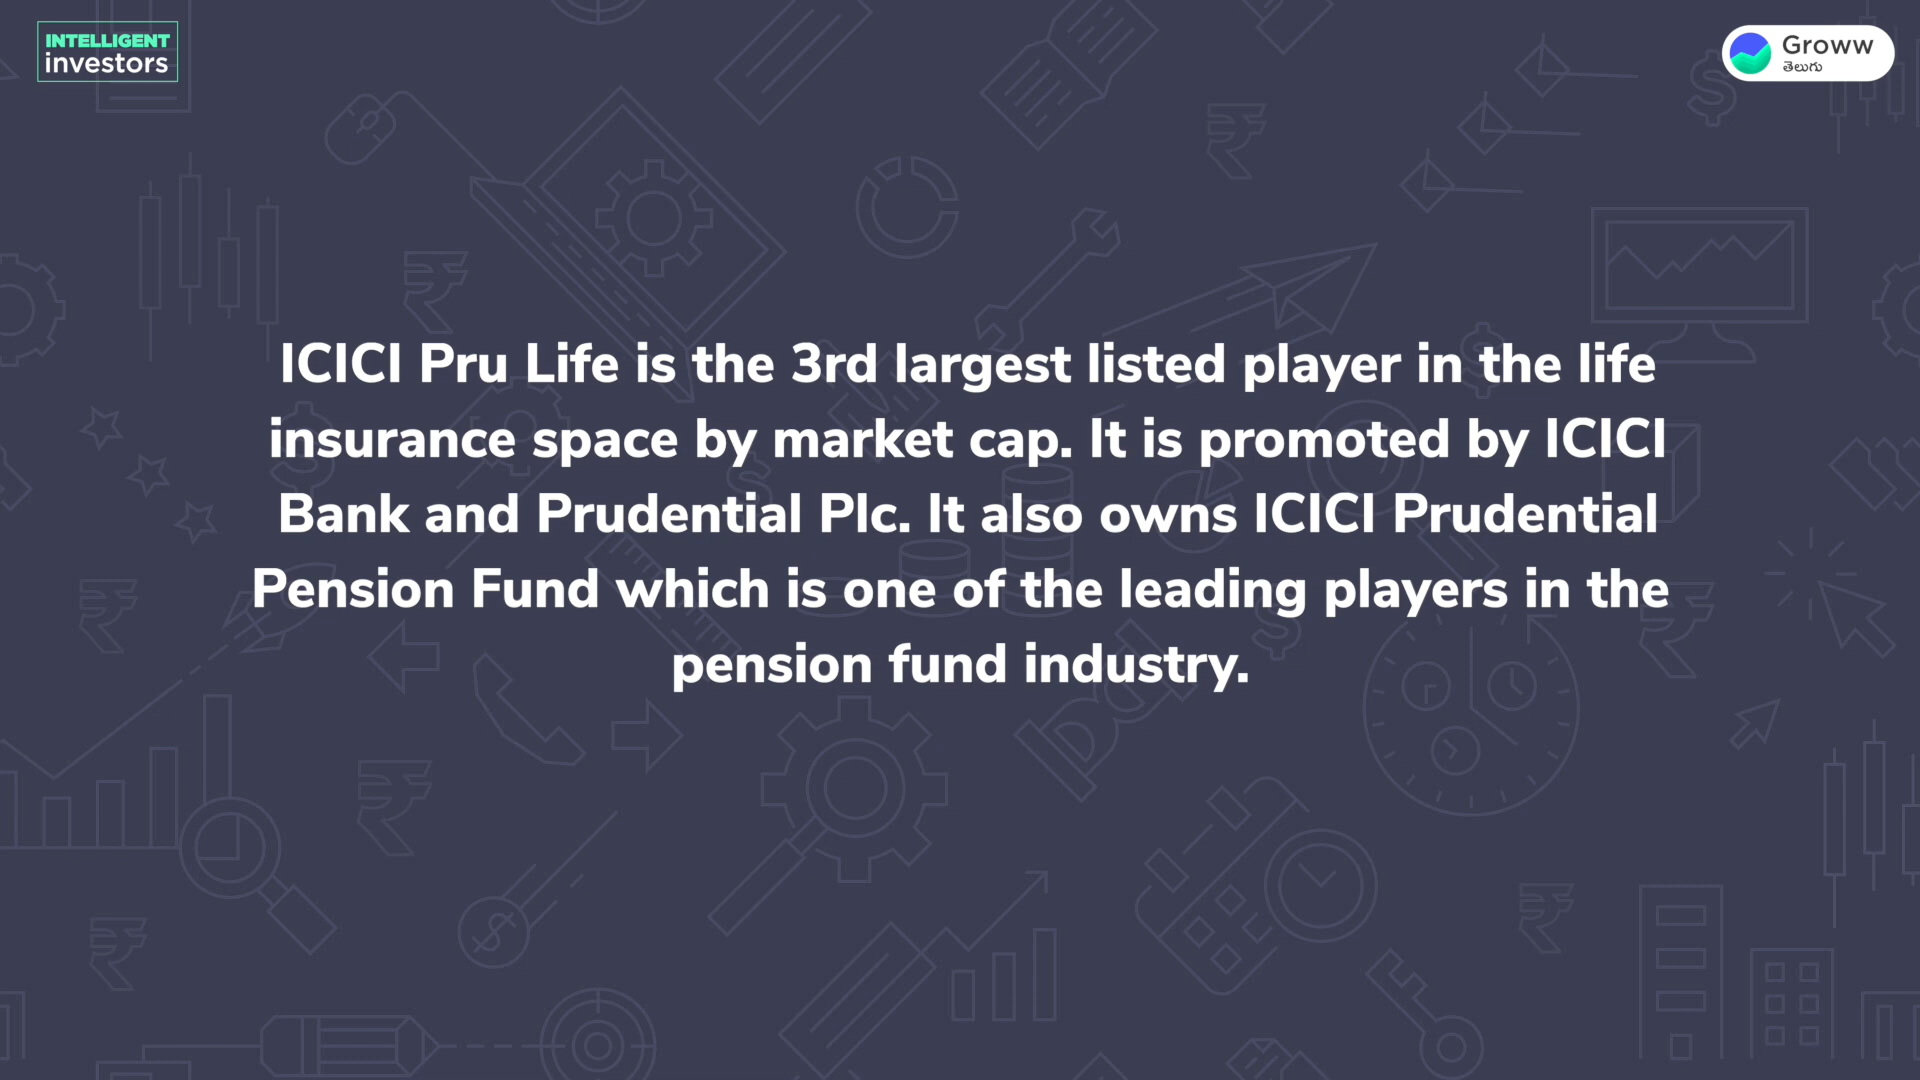 INTELLIGENT
investors
Groww
తెలుగు
ICICI Pru Life is the 3rd largest listed player in the life
insurance space by market cap. It is promoted by ICICI
Bank and Prudential Plc. It also owns ICICI Prudential
Pension Fund which is one of the leading players in the
pension fund industry.